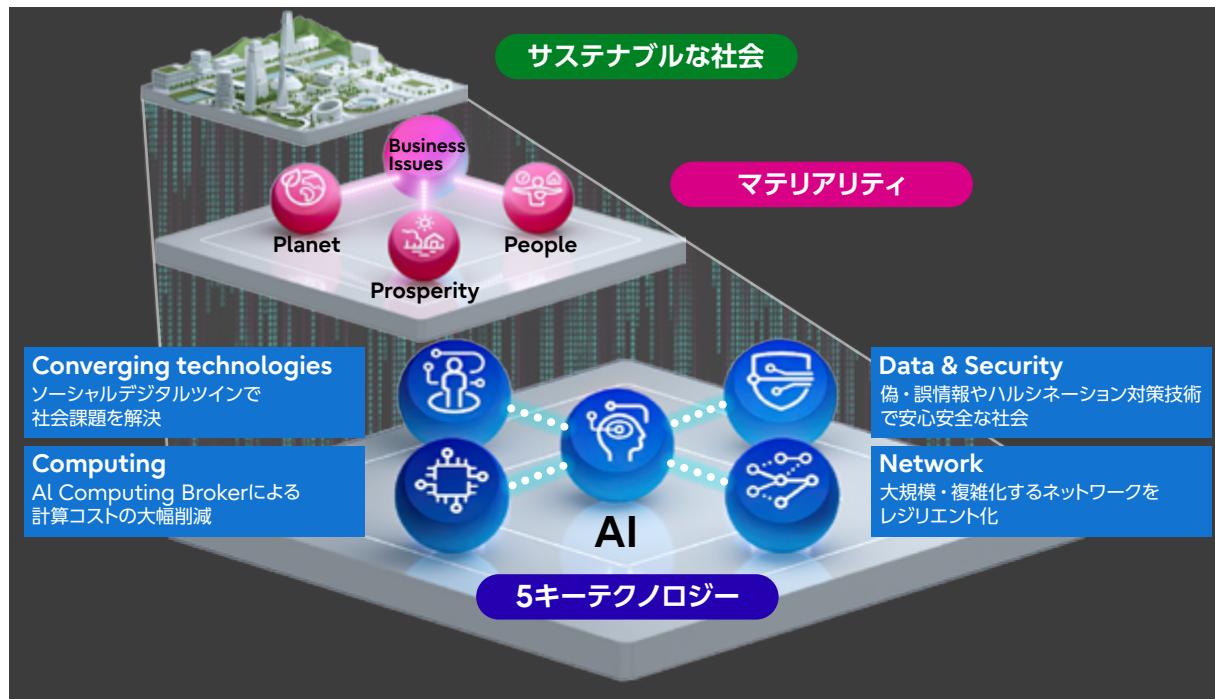 サステナブルな社会
Business
Issues
マテリアリティ
Planet
People
Prosperity
Converging technologies
ソーシャルデジタルツインで
社会課題を解決
Data & Security
偽・誤情報やハルシネーション対策技術
で安心安全な社会
Computing
AI Computing Brokerによる
計算コストの大幅削減
Network
大規模・複雑化するネットワークを
レジリエント化
AI
5キーテクノロジー